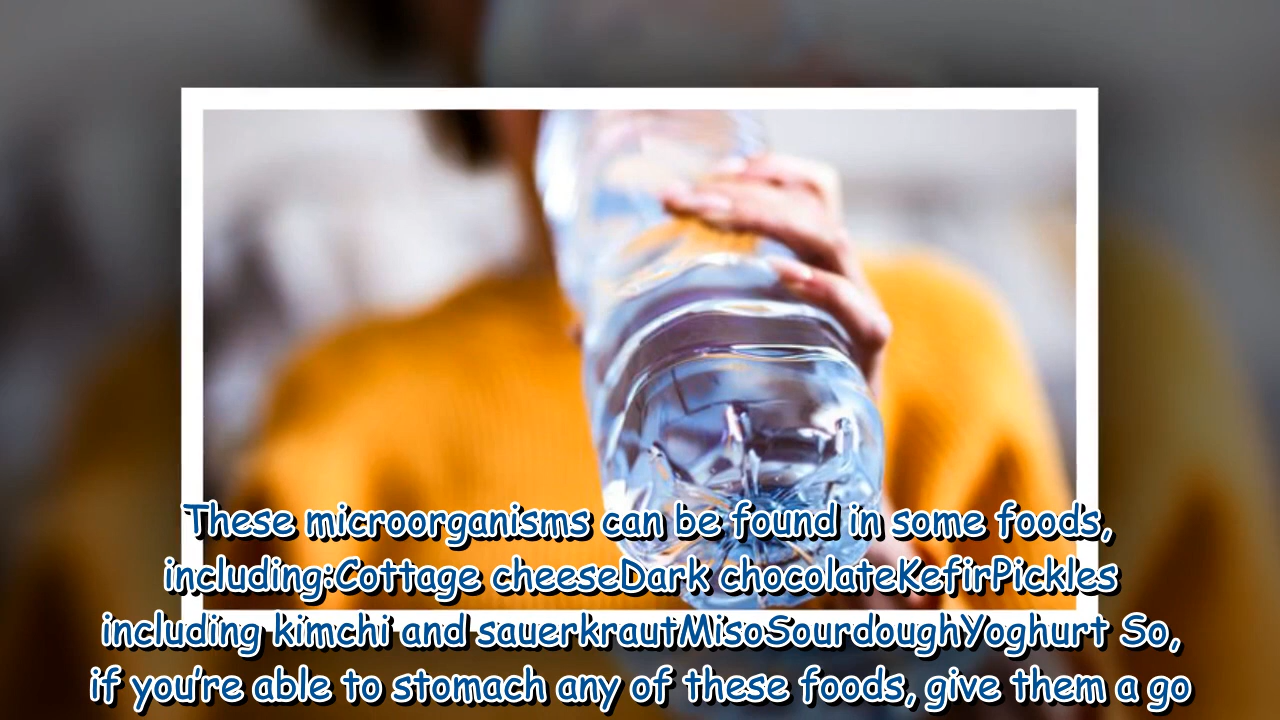 These microorganisms can be found in some foods,
including:Cottage cheeseDark chocolateKefirPickles
including kimchi and sauerkrautMisoSourdoughYoghurt So,
if you're able to stomach any of these foods, give them a go